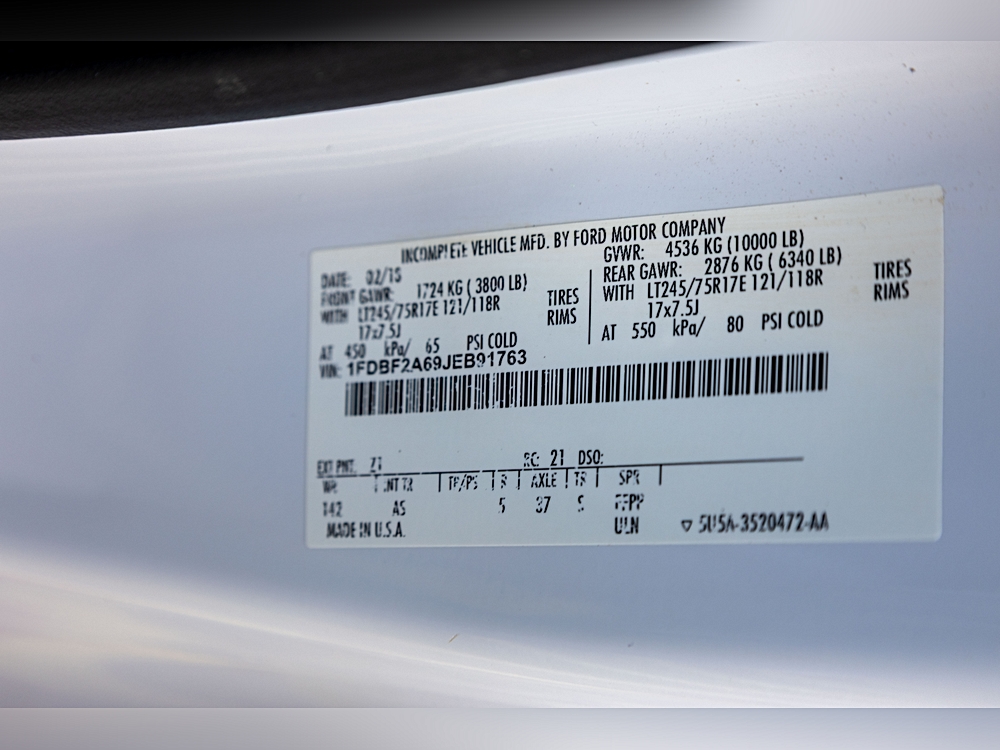 INCOMPLETE VEHICLE MFD. BY FORD MOTOR COMPANY
DATE: 02/18
GVWR: 4536 KG (10000 LB)
FRONT GAWR: 1724 KG ( 3800 LB)
REAR GAWR: 2876 KG ( 6340 LB)
WITH LT245/75R17E 121/118R TIRES
WITH LT245/75R17E 121/118R TIRES
17x7.5J RIMS
17x7.5J RIMS
AT 450 kPa/ 65 PSI COLD
AT 550 kPa/ 80 PSI COLD
VIN: 1FDBF2A69JEB91763
EXT PNT: Z1 RC: 21 DSO:
WB INT TR TP/PS R AXLE TR SPR
142 AS 5 37 FFPP
MADE IN U.S.A. ULN ▽ 5U5A-3520472-AA